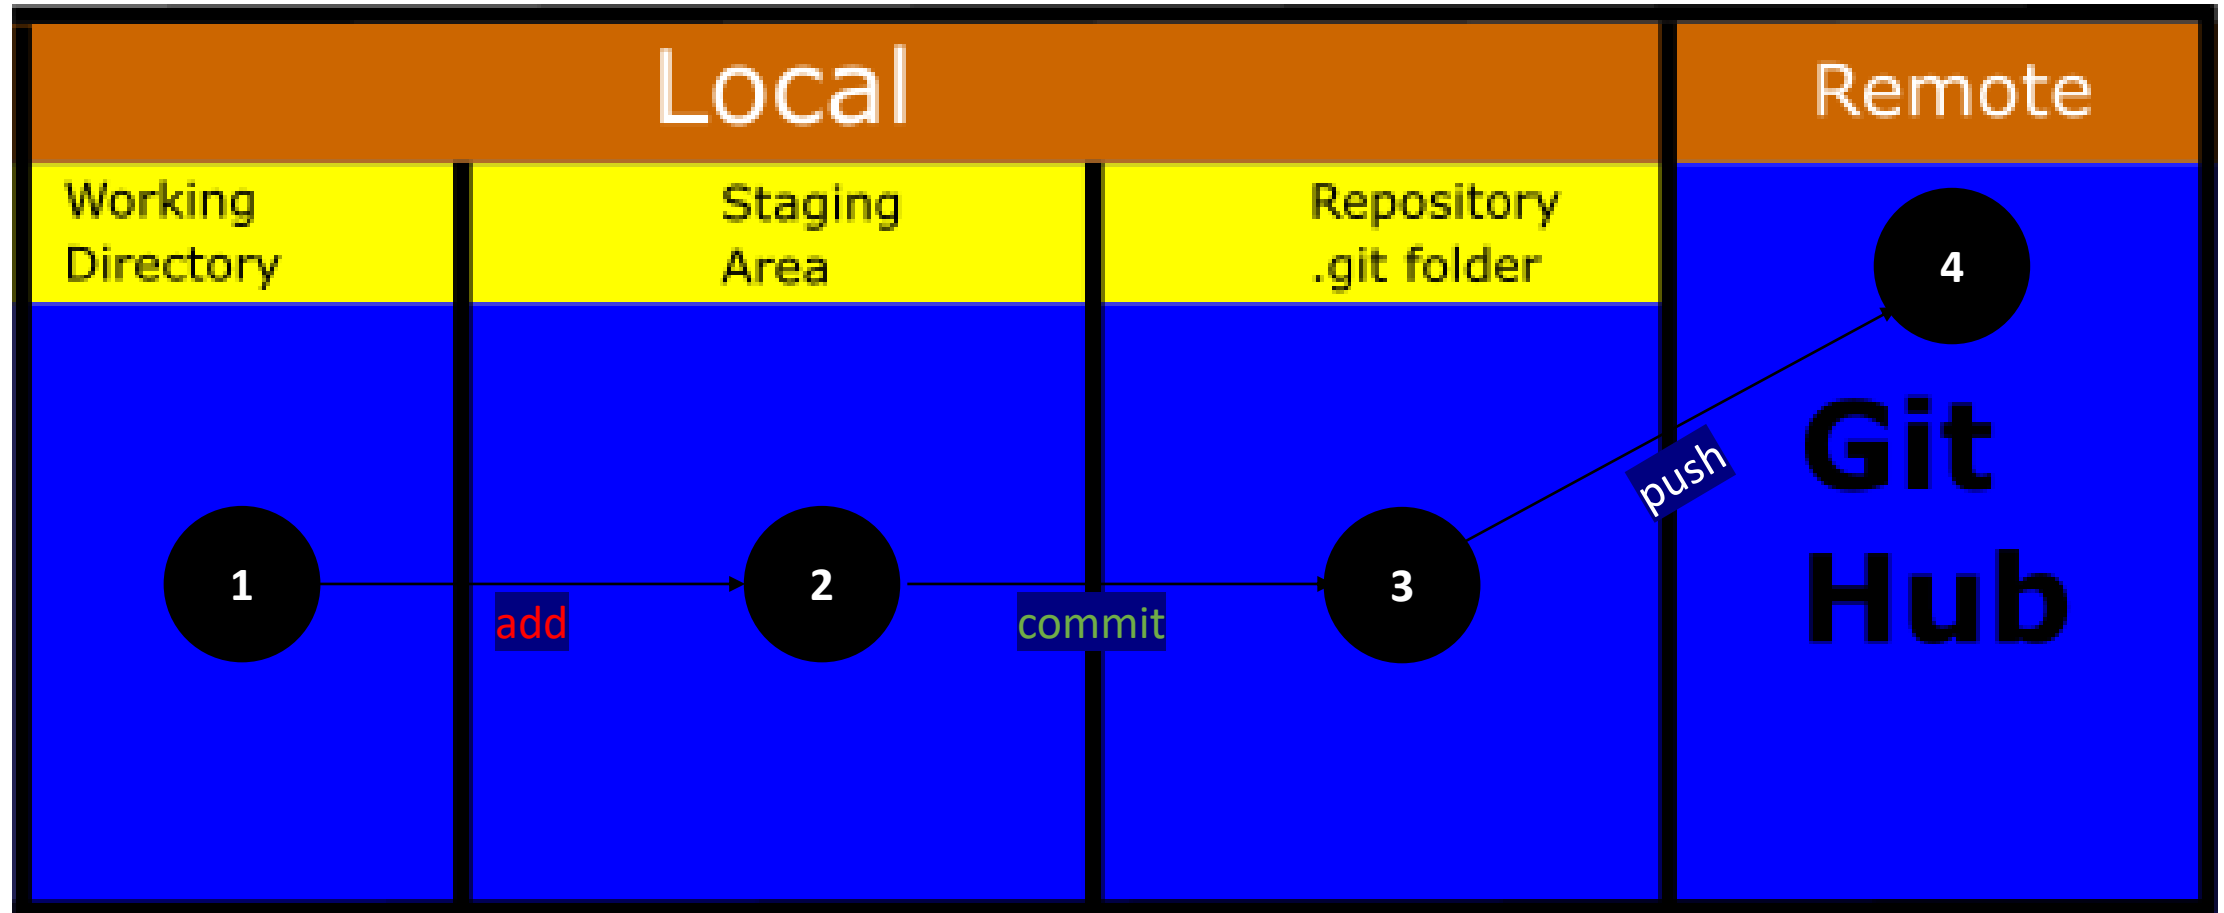 Local
Remote
Working
Directory
Staging
Area
Repository
.git folder
4
Git
Hub
push
1
2
3
add
commit